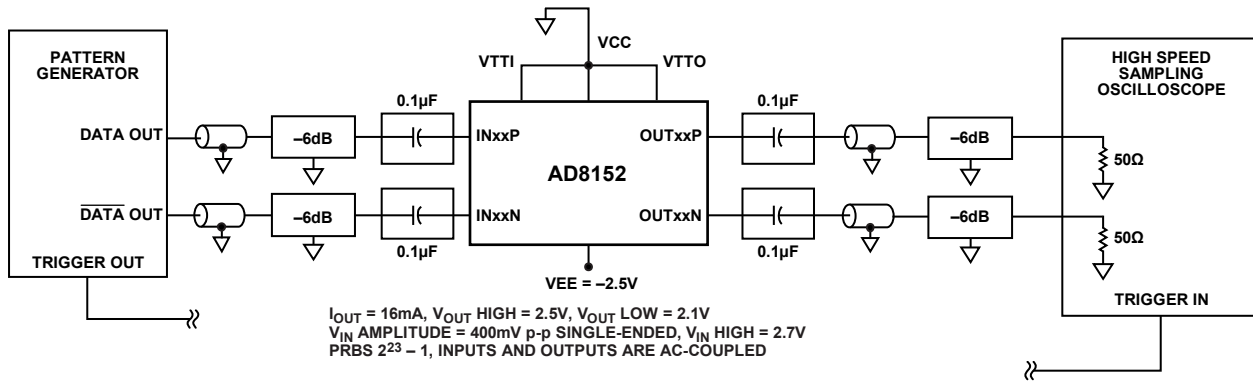 PATTERN
GENERATOR
DATA OUT
DATA OUT
TRIGGER OUT
–6dB
–6dB
0.1µF
0.1µF
VTTI
VCC
VTTO
INxxP
OUTxxP
AD8152
INxxN
OUTxxN
VEE = –2.5V
0.1µF
0.1µF
–6dB
–6dB
HIGH SPEED
SAMPLING
OSCILLOSCOPE
50Ω
50Ω
TRIGGER IN
IOUT = 16mA, VOUT HIGH = 2.5V, VOUT LOW = 2.1V
VIN AMPLITUDE = 400mV p-p SINGLE-ENDED, VIN HIGH = 2.7V
PRBS 2²³ – 1, INPUTS AND OUTPUTS ARE AC-COUPLED